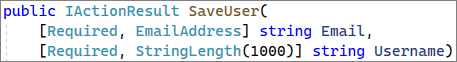 public IActionResult SaveUser(
[Required, EmailAddress] string Email,
[Required, StringLength(1000)] string Username)